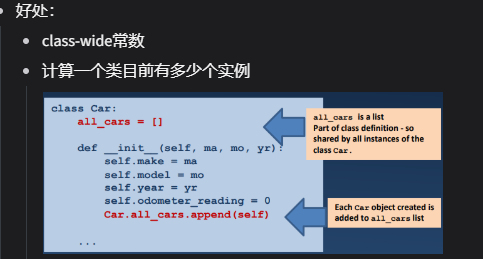 好处：
class-wide常数
计算一个类目前有多少个实例
class Car:
all_cars = []
def __init__(self, ma, mo, yr):
self.make = ma
self.model = mo
self.year = yr
self.odometer_reading = 0
Car.all_cars.append(self)
...
all_cars is a list
Part of class definition - so
shared by all instances of the
class Car.
Each Car object created is
added to all_cars list